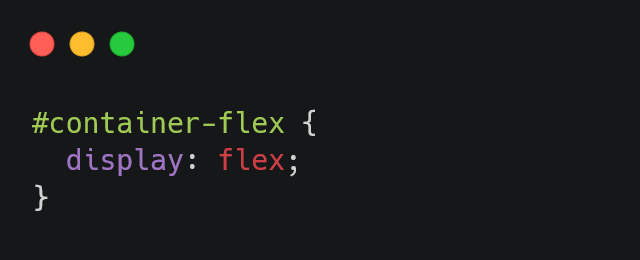 #container-flex {
  display: flex;
}